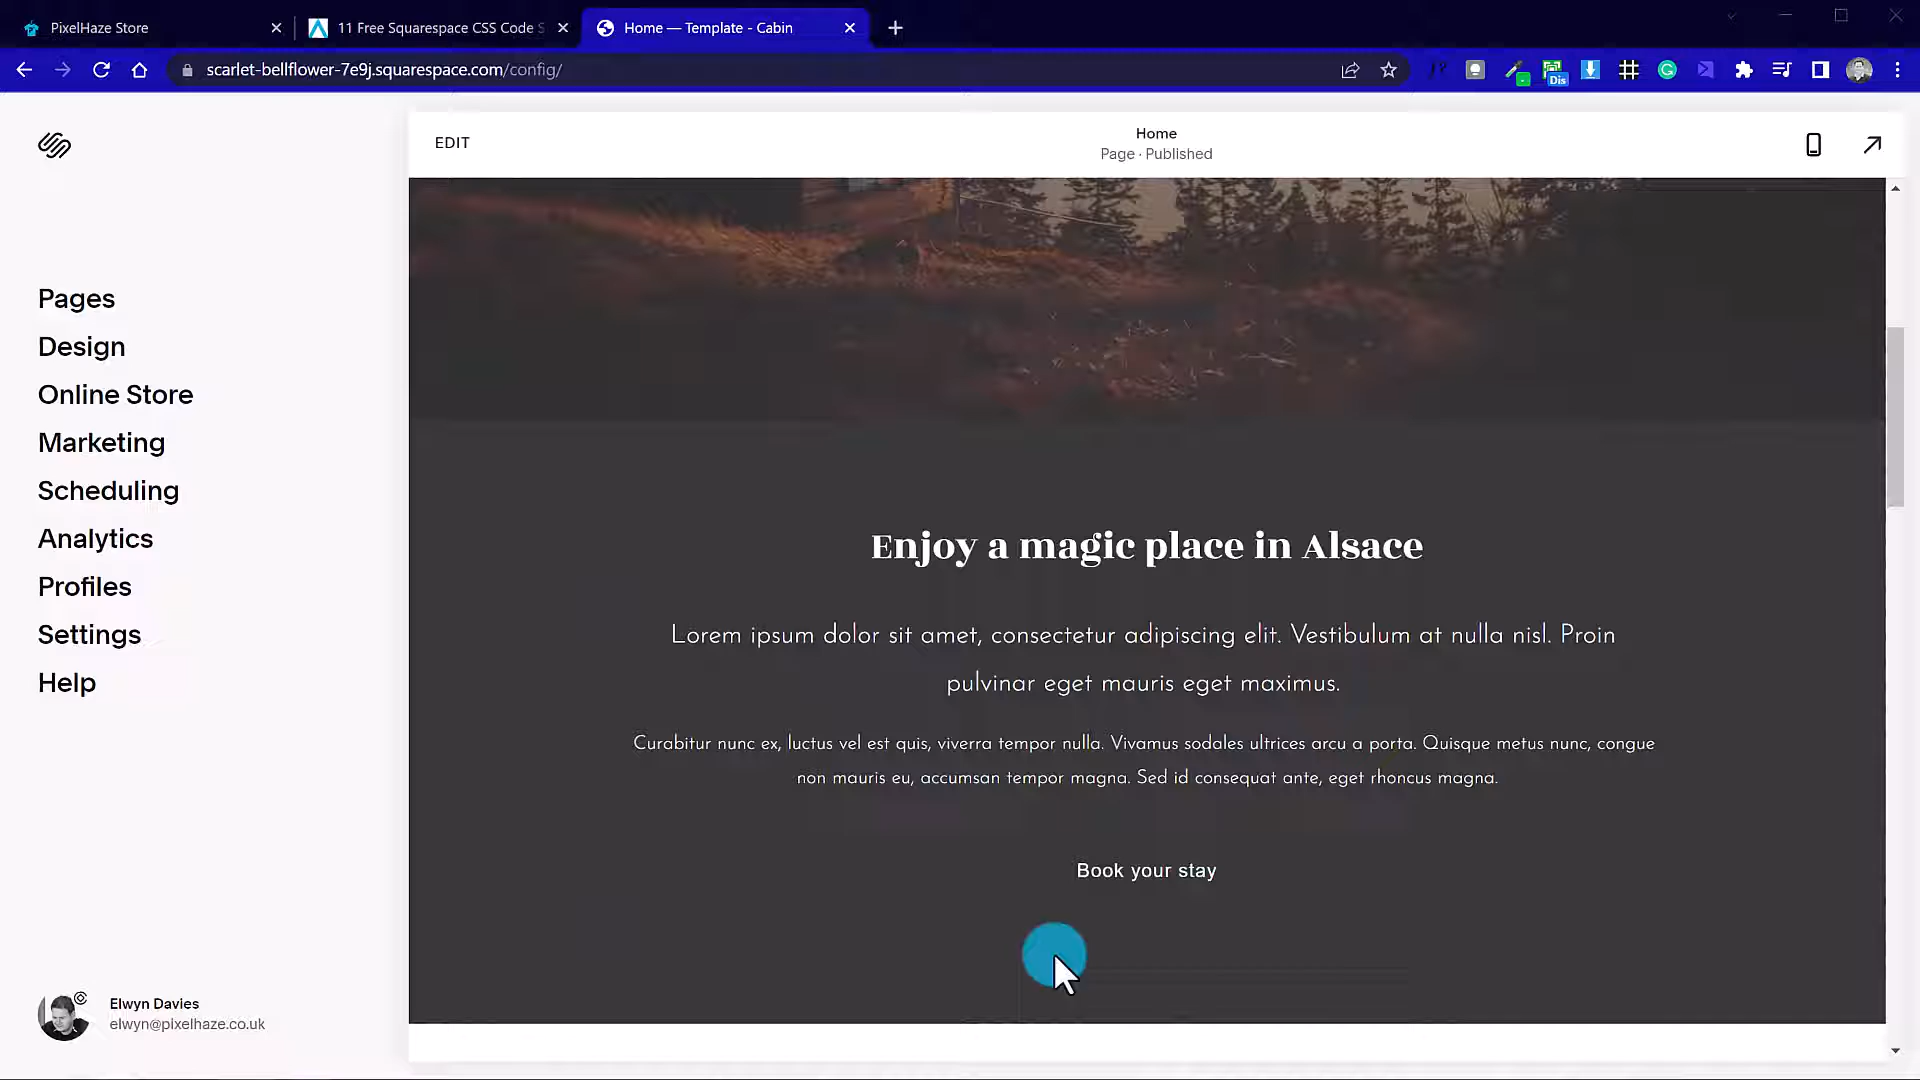 PixelHaze Store
11 Free Squarespace CSS Code S
Home — Template - Cabin
scarlet-bellflower-7e9j.squarespace.com/config/
Dis
EDIT
Home
Page · Published
Pages
Design
Online Store
Marketing
Scheduling
Analytics
Profiles
Settings
Help
Enjoy a magic place in Alsace
Lorem ipsum dolor sit amet, consectetur adipiscing elit. Vestibulum at nulla nisl. Proin
pulvinar eget mauris eget maximus.
Curabitur nunc ex, luctus vel est quis, viverra tempor nulla. Vivamus sodales ultrices arcu a porta. Quisque metus nunc, congue
non mauris eu, accumsan tempor magna. Sed id consequat ante, eget rhoncus magna.
Book your stay
Elwyn Davies
elwyn@pixelhaze.co.uk